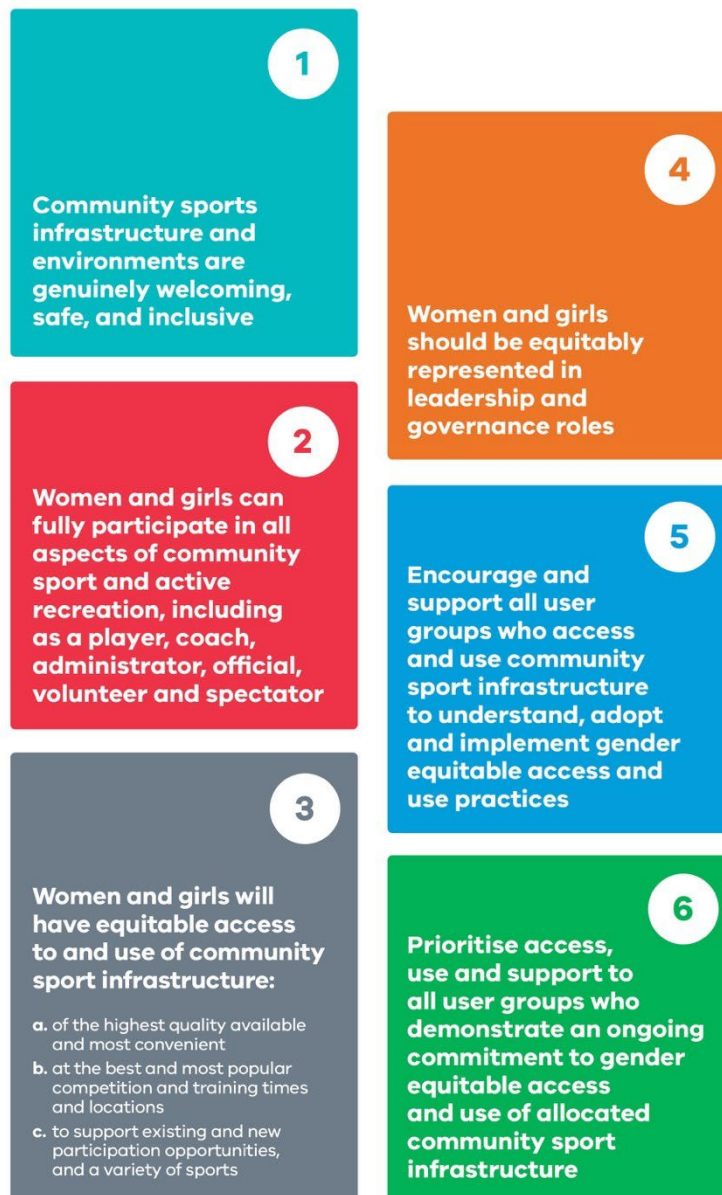 1
Community sports
infrastructure and
environments are
genuinely welcoming,
safe, and inclusive
2
Women and girls can
fully participate in all
aspects of community
sport and active
recreation, including
as a player, coach,
administrator, official,
volunteer and spectator
3
Women and girls will
have equitable access
to and use of community
sport infrastructure:
a. of the highest quality available
and most convenient
b. at the best and most popular
competition and training times
and locations
c. to support existing and new
participation opportunities,
and a variety of sports
4
Women and girls
should be equitably
represented in
leadership and
governance roles
5
Encourage and
support all user
groups who access
and use community
sport infrastructure
to understand, adopt
and implement gender
equitable access and
use practices
6
Prioritise access,
use and support to
all user groups who
demonstrate an ongoing
commitment to gender
equitable access
and use of allocated
community sport
infrastructure